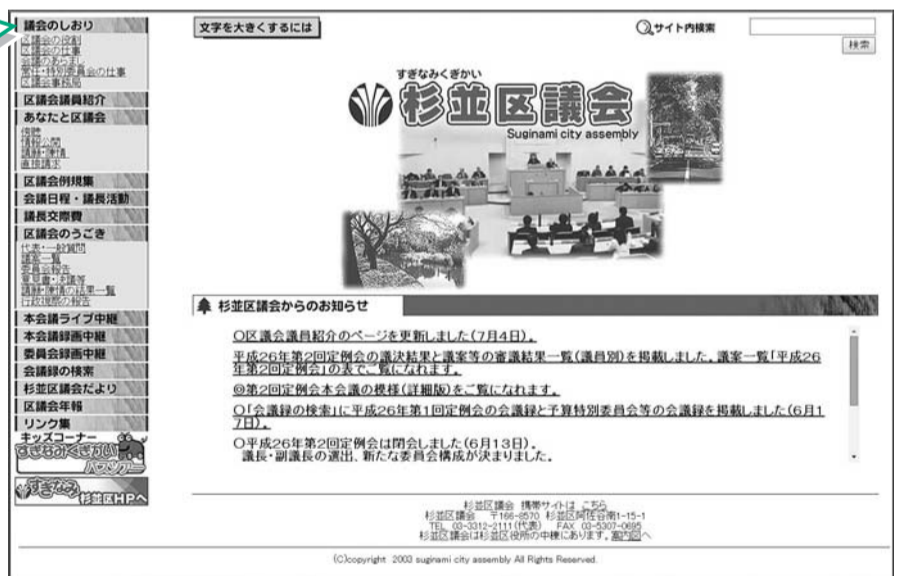 議会のしおり
区議会の役割
区議会の仕事
会議のあらまし
常任・特別委員会の仕事
区議会事務局
区議会議員紹介
あなたと区議会
傍聴
情報公開
請願・陳情
直接請求
区議会例規集
会議日程・議長活動
議長交際費
区議会のうごき
代表・一般質問
議案一覧
委員会報告
意見書・決議等
請願・陳情の結果一覧
行政視察の報告
本会議ライブ中継
本会議録画中継
委員会録画中継
会議録の検索
杉並区議会だより
区議会年報
リンク集
キッズコーナー
すぎなみくぎかい
バスツアー
すぎなみ
杉並区HPへ
文字を大きくするには
サイト内検索
検索
すぎなみくぎかい
杉並区議会
Suginami city assembly
杉並区議会からのお知らせ
○区議会議員紹介のページを更新しました(7月4日)。
平成26年第2回定例会の議決結果と議案等の審議結果一覧(議員別)を掲載しました。議案一覧「平成26
年第2回定例会」の表でご覧になれます。
◎第2回定例会本会議の模様(詳細版)をご覧になれます。
○「会議録の検索」に平成26年第1回定例会の会議録と予算特別委員会等の会議録を掲載しました(6月1
7日)。
○平成26年第2回定例会は閉会しました(6月13日)。
議長・副議長の選出、新たな委員会構成が決まりました。
杉並区議会 携帯サイトは こちら
杉並区議会 〒166-8570 杉並区阿佐谷南1-15-1
TEL 03-3312-2111(代表) FAX 03-5307-0695
杉並区議会は杉並区役所の中棟にあります。案内図へ
(C)copyright 2003 suginami city assembly All Rights Reserved.